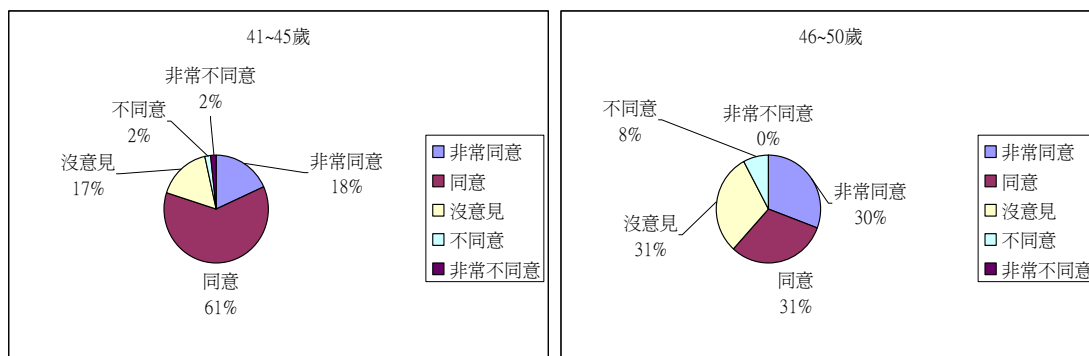 41~45歲
非常不同意
2%
不同意
2%
沒意見
17%
非常同意
18%
同意
61%
非常同意
同意
沒意見
不同意
非常不同意
46~50歲
不同意
8%
非常不同意
0%
非常同意
30%
沒意見
31%
同意
31%
非常同意
同意
沒意見
不同意
非常不同意